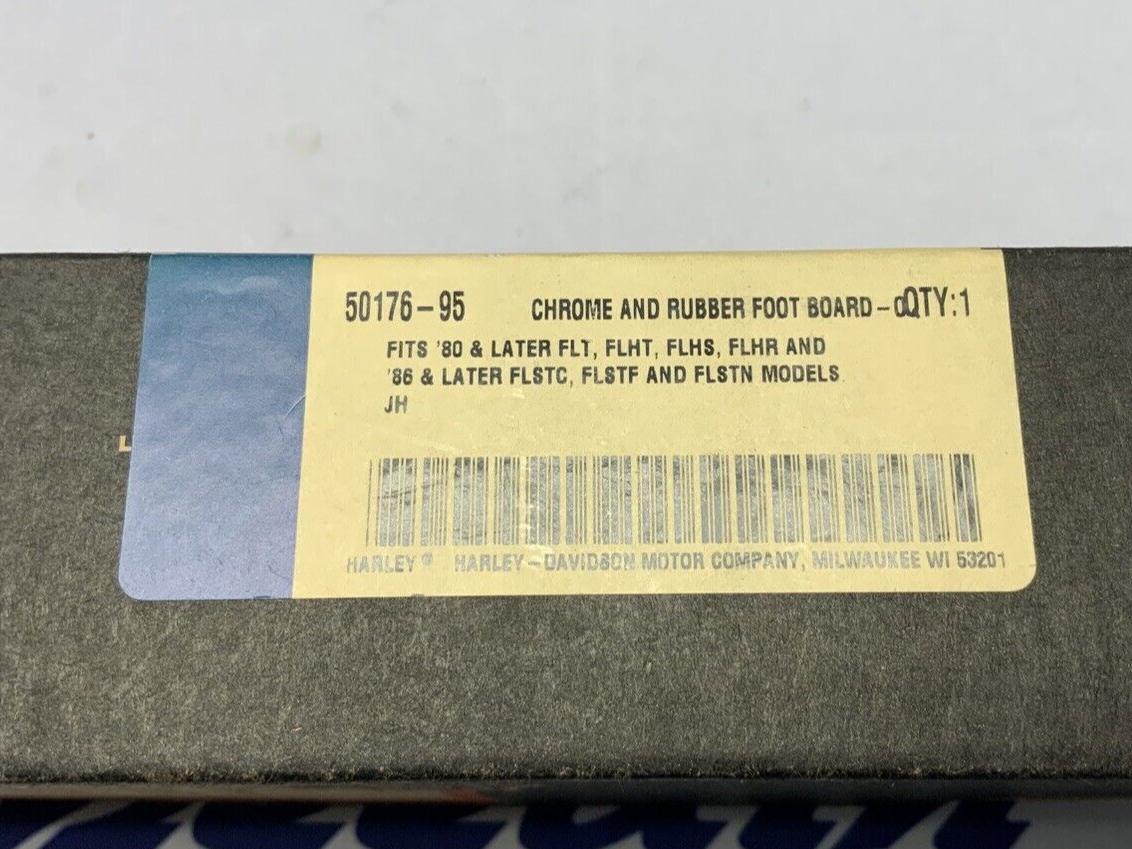 50176-95 CHROME AND RUBBER FOOT BOARD-QTY:1
FITS '80 & LATER FLT, FLHT, FLHS, FLHR AND
'86 & LATER FLSTC, FLSTF AND FLSTN MODELS
JH
HARLEY® HARLEY-DAVIDSON MOTOR COMPANY, MILWAUKEE WI 53201